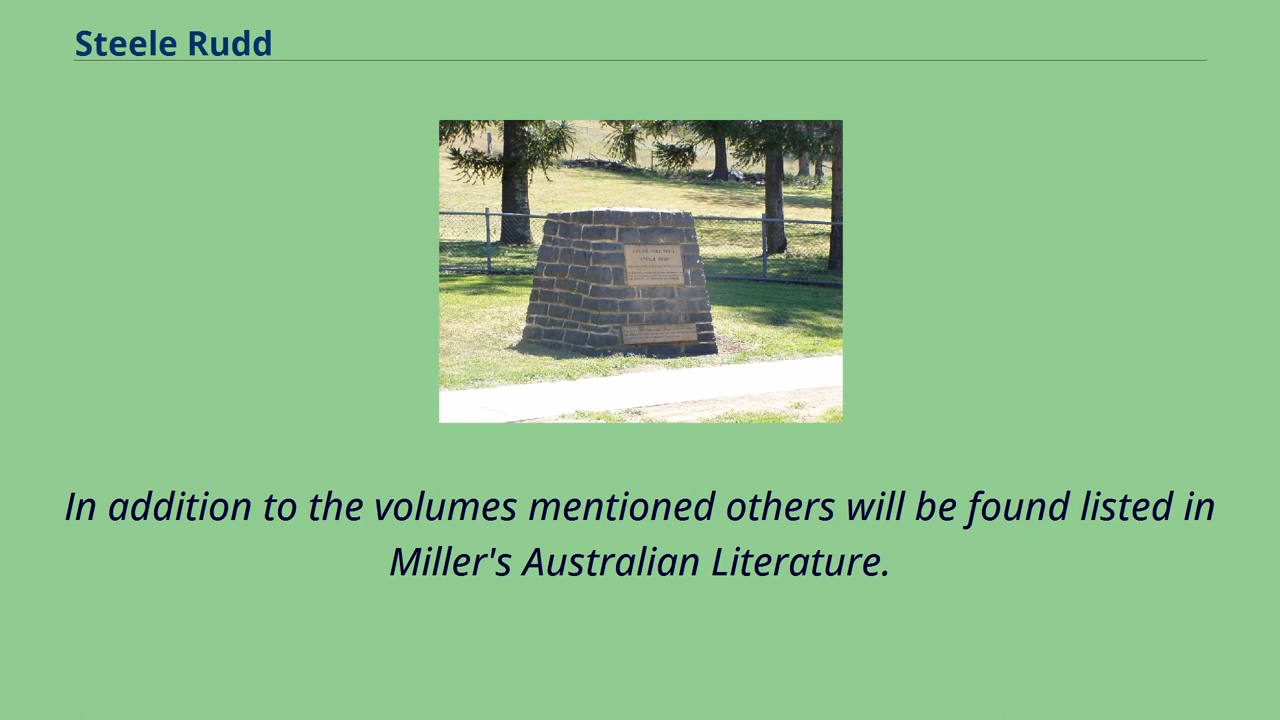 Steele Rudd
In addition to the volumes mentioned others will be found listed in
Miller's Australian Literature.